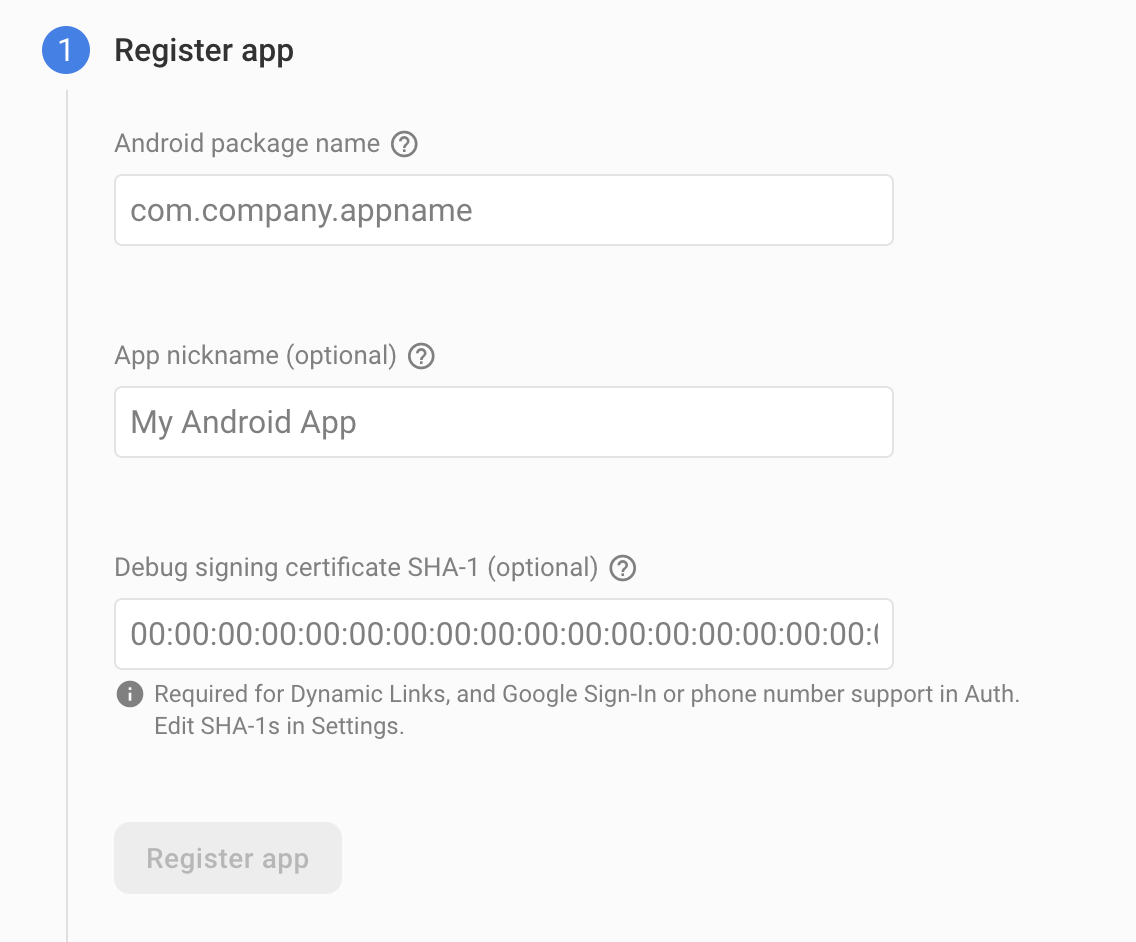 1 Register app
Android package name ?
com.company.appname
App nickname (optional) ?
My Android App
Debug signing certificate SHA-1 (optional) ?
00:00:00:00:00:00:00:00:00:00:00:00:00:00:00:00:00:
i Required for Dynamic Links, and Google Sign-In or phone number support in Auth.
Edit SHA-1s in Settings.
Register app